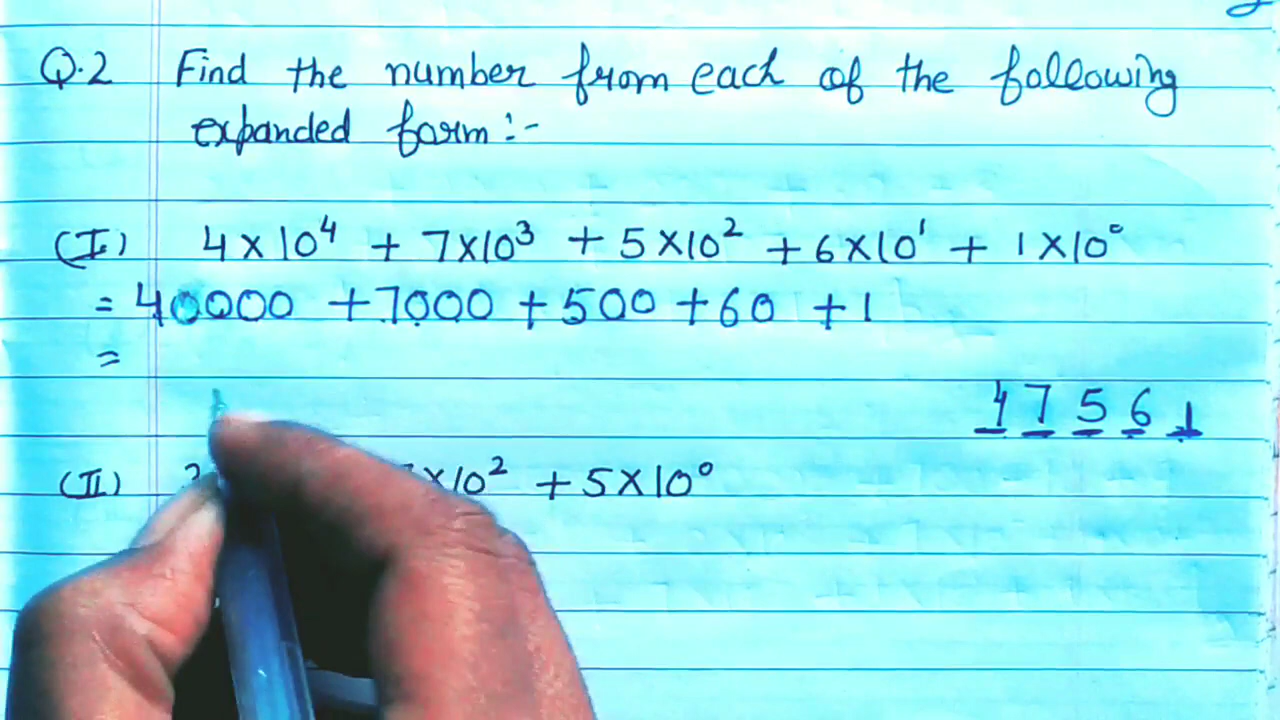 Q.2 Find the number from each of the following
expanded form:-
(I) 4×10⁴ + 7×10³ + 5×10² + 6×10¹ + 1×10⁰
= 40000 + 7000 + 500 + 60 + 1
=
4 7 5 6 1
(II) ×10² + 5×10⁰